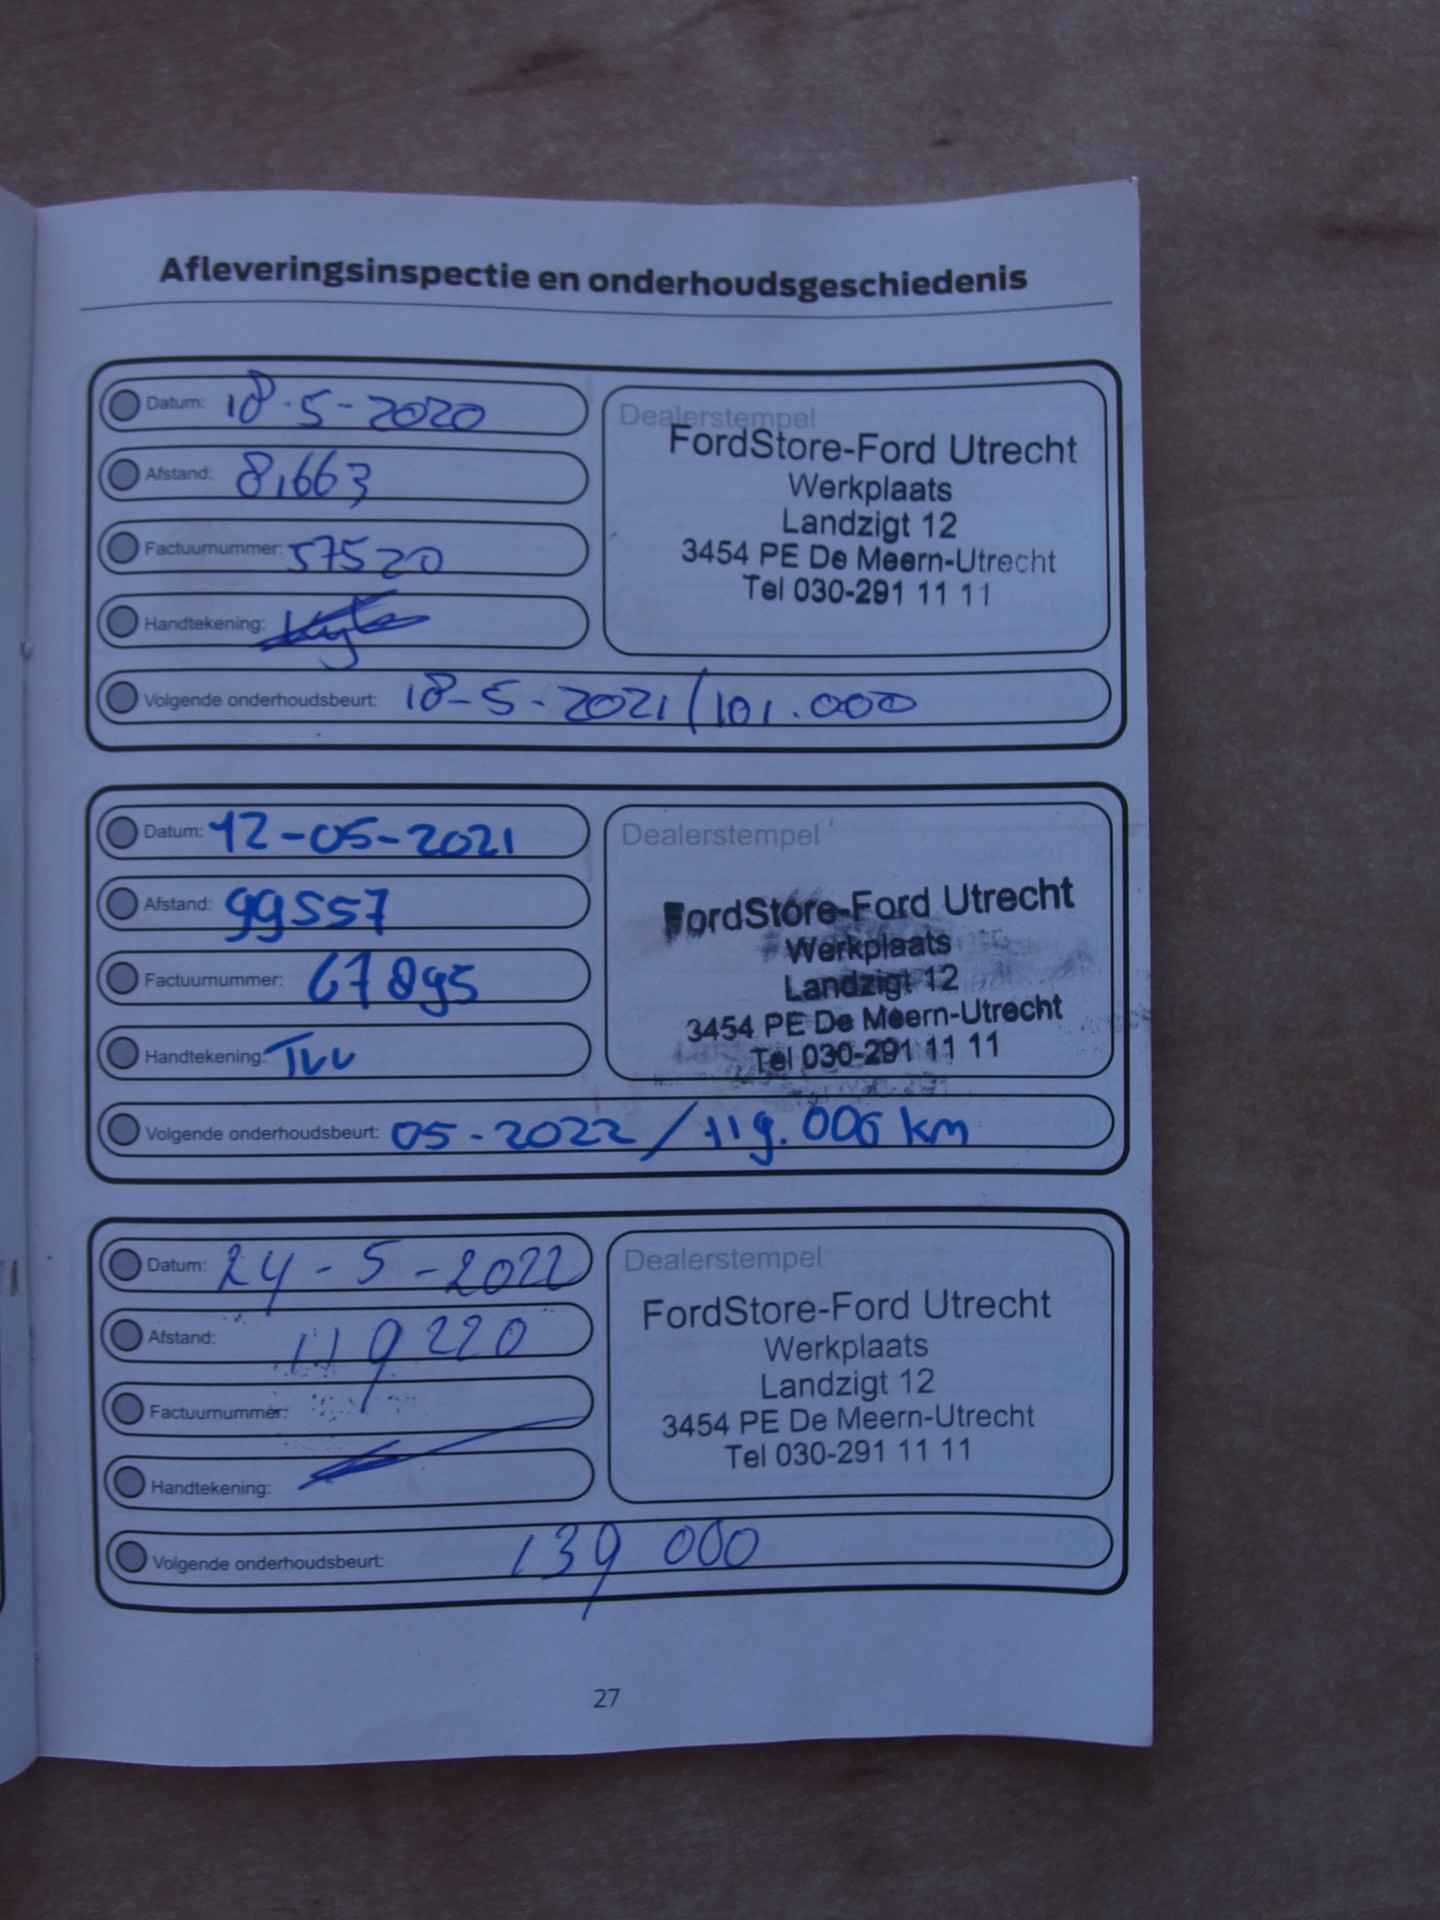 Afleveringsinspectie en onderhoudsgeschiedenis
Datum: 18-5-2020
Afstand: 81663
Factuurnummer: 57520
Handtekening:
Volgende onderhoudsbeurt: 18-5-2021/101.000
Dealerstempel
FordStore-Ford Utrecht
Werkplaats
Landzigt 12
3454 PE De Meern-Utrecht
Tel 030-291 11 11
Datum: 12-05-2021
Afstand: 99557
Factuurnummer: 67895
Handtekening:
Volgende onderhoudsbeurt: 05-2022/119.000 km
Dealerstempel
FordStore-Ford Utrecht
Werkplaats
Landzigt 12
3454 PE De Meern-Utrecht
Tel 030-291 11 11
Datum: 24-5-2022
Afstand: 119220
Factuurnummer:
Handtekening:
Volgende onderhoudsbeurt: 139 000
Dealerstempel
FordStore-Ford Utrecht
Werkplaats
Landzigt 12
3454 PE De Meern-Utrecht
Tel 030-291 11 11
27